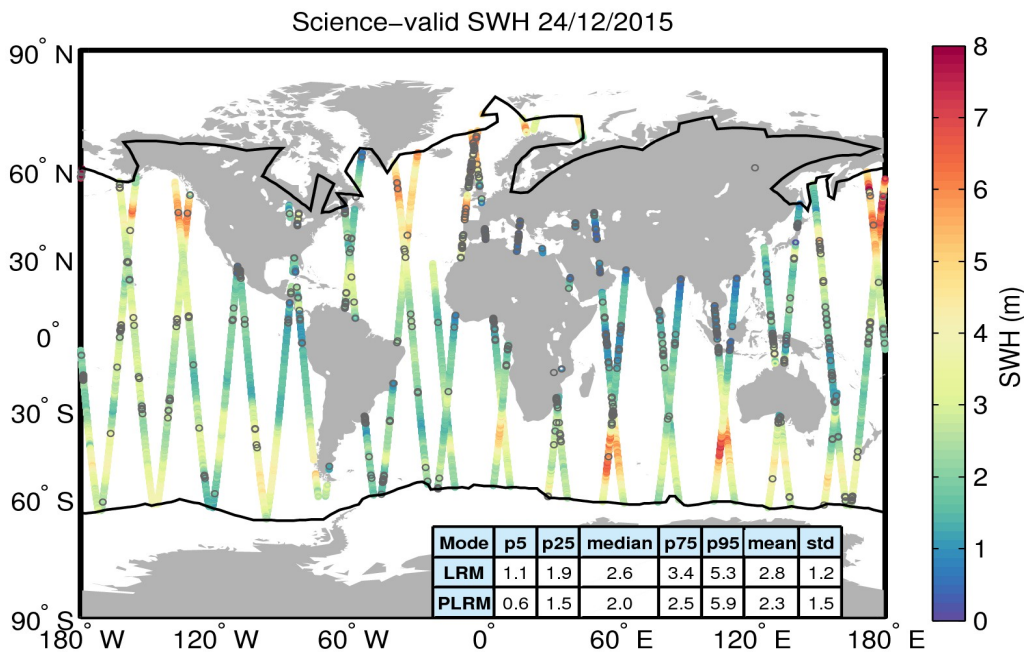 Science−valid SWH 24/12/2015
90° N
60° N
30° N
0°
30° S
60° S
90° S
180° W
120° W
60° W
0°
60° E
120° E
180° E
Mode p5 p25 median p75 p95 mean std
LRM 1.1 1.9 2.6 3.4 5.3 2.8 1.2
PLRM 0.6 1.5 2.0 2.5 5.9 2.3 1.5
8
7
6
5
4
3
2
1
0
SWH (m)